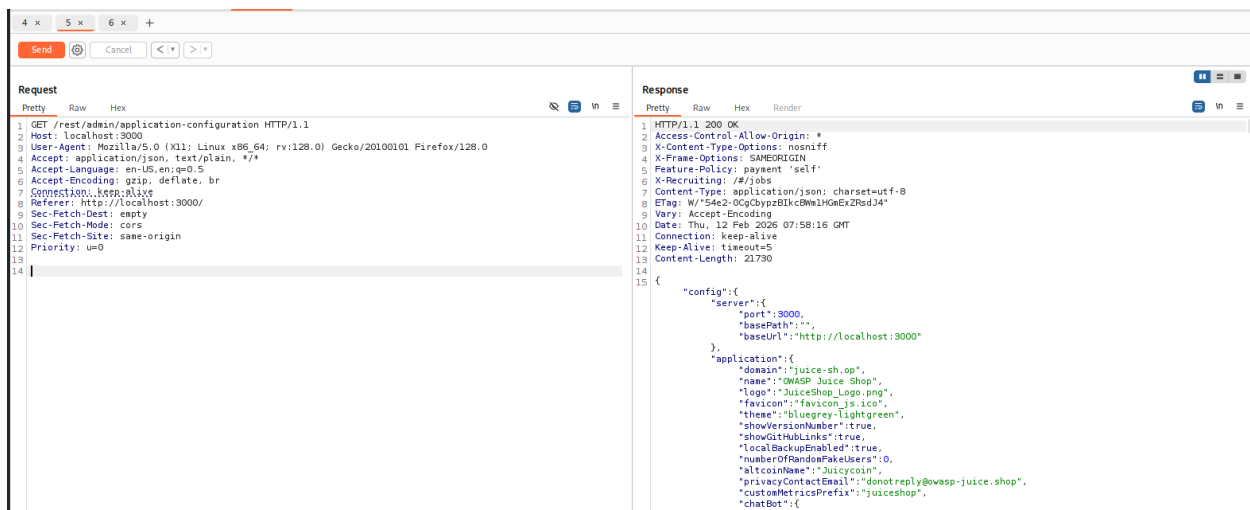 4 × 5 × 6 × +
Send Cancel < >
Request
Pretty Raw Hex \n
1 GET /rest/admin/application-configuration HTTP/1.1
2 Host: localhost:3000
3 User-Agent: Mozilla/5.0 (X11; Linux x86_64; rv:128.0) Gecko/20100101 Firefox/128.0
4 Accept: application/json, text/plain, */*
5 Accept-Language: en-US,en;q=0.5
6 Accept-Encoding: gzip, deflate, br
7 Connection: keep-alive
8 Referer: http://localhost:3000/
9 Sec-Fetch-Dest: empty
10 Sec-Fetch-Mode: cors
11 Sec-Fetch-Site: same-origin
12 Priority: u=0
13
14
Response
Pretty Raw Hex Render \n
1 HTTP/1.1 200 OK
2 Access-Control-Allow-Origin: *
3 X-Content-Type-Options: nosniff
4 X-Frame-Options: SAMEORIGIN
5 Feature-Policy: payment 'self'
6 X-Recruiting: /#/jobs
7 Content-Type: application/json; charset=utf-8
8 ETag: W/"54e2-0CgCbypzBIkcBWm1HGmExZRsdJ4"
9 Vary: Accept-Encoding
10 Date: Thu, 12 Feb 2026 07:58:16 GMT
11 Connection: keep-alive
12 Keep-Alive: timeout=5
13 Content-Length: 21730
14
15 {
"config":{
"server":{
"port":3000,
"basePath":"",
"baseUrl":"http://localhost:3000"
},
"application":{
"domain":"juice-sh.op",
"name":"OWASP Juice Shop",
"logo":"JuiceShop_Logo.png",
"favicon":"favicon_js.ico",
"theme":"bluegrey-lightgreen",
"showVersionNumber":true,
"showGitHubLinks":true,
"localBackupEnabled":true,
"numberOfRandomFakeUsers":0,
"altcoinName":"Juicycoin",
"privacyContactEmail":"donotreply@owasp-juice.shop",
"customMetricsPrefix":"juiceshop",
"chatBot":{